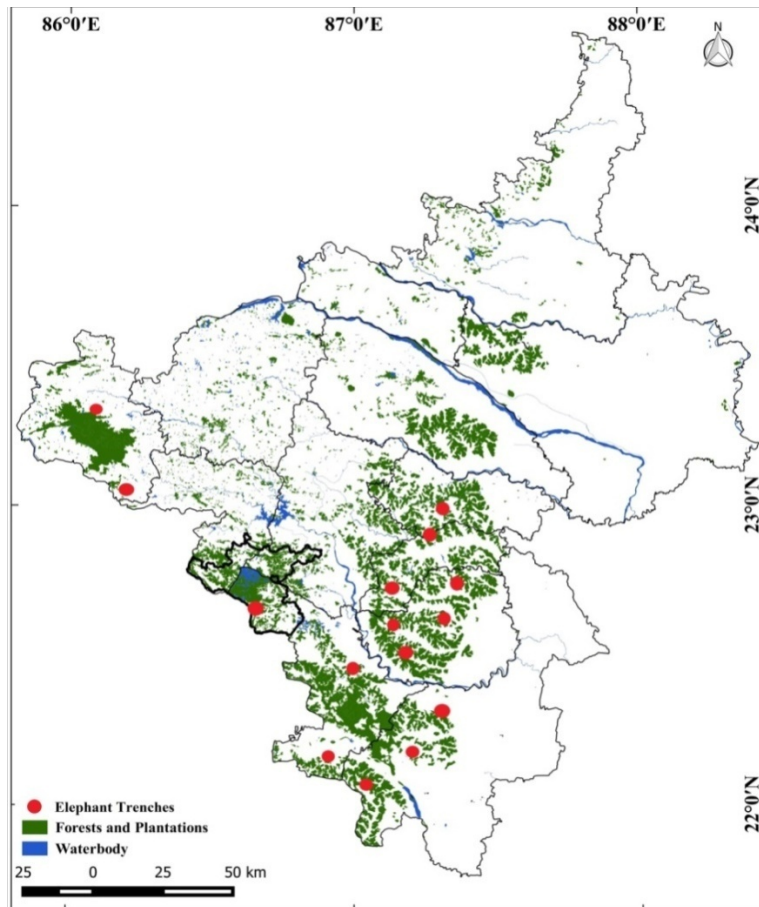 86°0′E 87°0′E 88°0′E
N
24°0′N
23°0′N
22°0′N
Elephant Trenches
Forests and Plantations
Waterbody
25 0 25 50 km